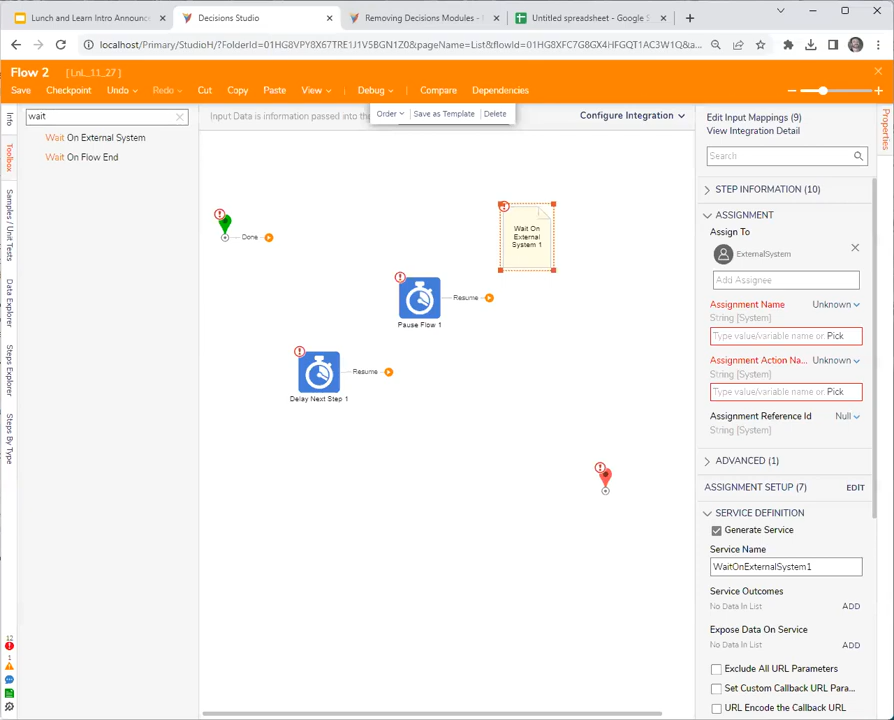 Lunch and Learn Intro Announce
Decisions Studio
Removing Decisions Modules -
Untitled spreadsheet - Google S
localhost/Primary/StudioH/?FolderId=01HG8VPY8X67TRE1J1V5BGN1Z0&pageName=List&flowId=01HG8XFC7G8GX4HFGQT1AC3W1Q&a...
Flow 2 [LnL_11_27]
Save Checkpoint Undo Redo Cut Copy Paste View Debug Compare Dependencies
wait
Order Save as Template Delete
Input Data is information passed into the
Configure Integration
Wait On External System
Wait On Flow End
Info
Toolbox
Samples / Unit Tests
Data Explorer
Steps Explorer
Steps By Type
12
1
Done
Wait On
External
System 1
Resume
Pause Flow 1
Resume
Delay Next Step 1
Properties
Edit Input Mappings (9)
View Integration Detail
Search
STEP INFORMATION (10)
ASSIGNMENT
Assign To
ExternalSystem
Add Assignee
Assignment Name Unknown
String [System]
Type value/variable name or Pick
Assignment Action Na... Unknown
String [System]
Type value/variable name or Pick
Assignment Reference Id Null
String [System]
ADVANCED (1)
ASSIGNMENT SETUP (7) EDIT
SERVICE DEFINITION
Generate Service
Service Name
WaitOnExternalSystem1
Service Outcomes
No Data In List ADD
Expose Data On Service
No Data In List ADD
Exclude All URL Parameters
Set Custom Callback URL Para...
URL Encode the Callback URL